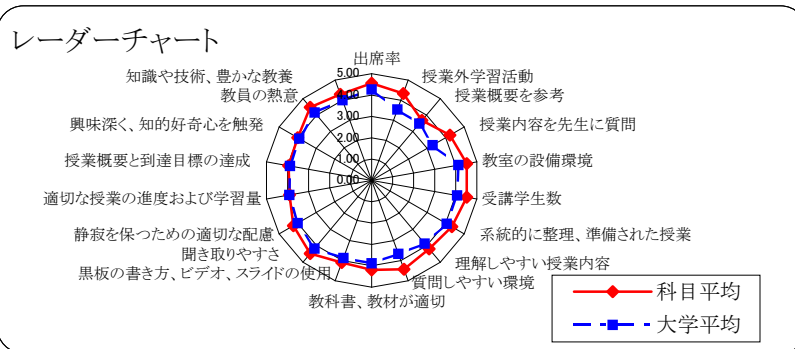 レーダーチャート
出席率
授業外学習活動
授業概要を参考
授業内容を先生に質問
教室の設備環境
受講学生数
系統的に整理、準備された授業
理解しやすい授業内容
質問しやすい環境
教科書、教材が適切
黒板の書き方、ビデオ、スライドの使用
聞き取りやすさ
静寂を保つための適切な配慮
適切な授業の進度および学習量
授業概要と到達目標の達成
興味深く、知的好奇心を触発
教員の熱意
知識や技術、豊かな教養
5.00
4.00
3.00
2.00
1.00
0.00
科目平均
大学平均